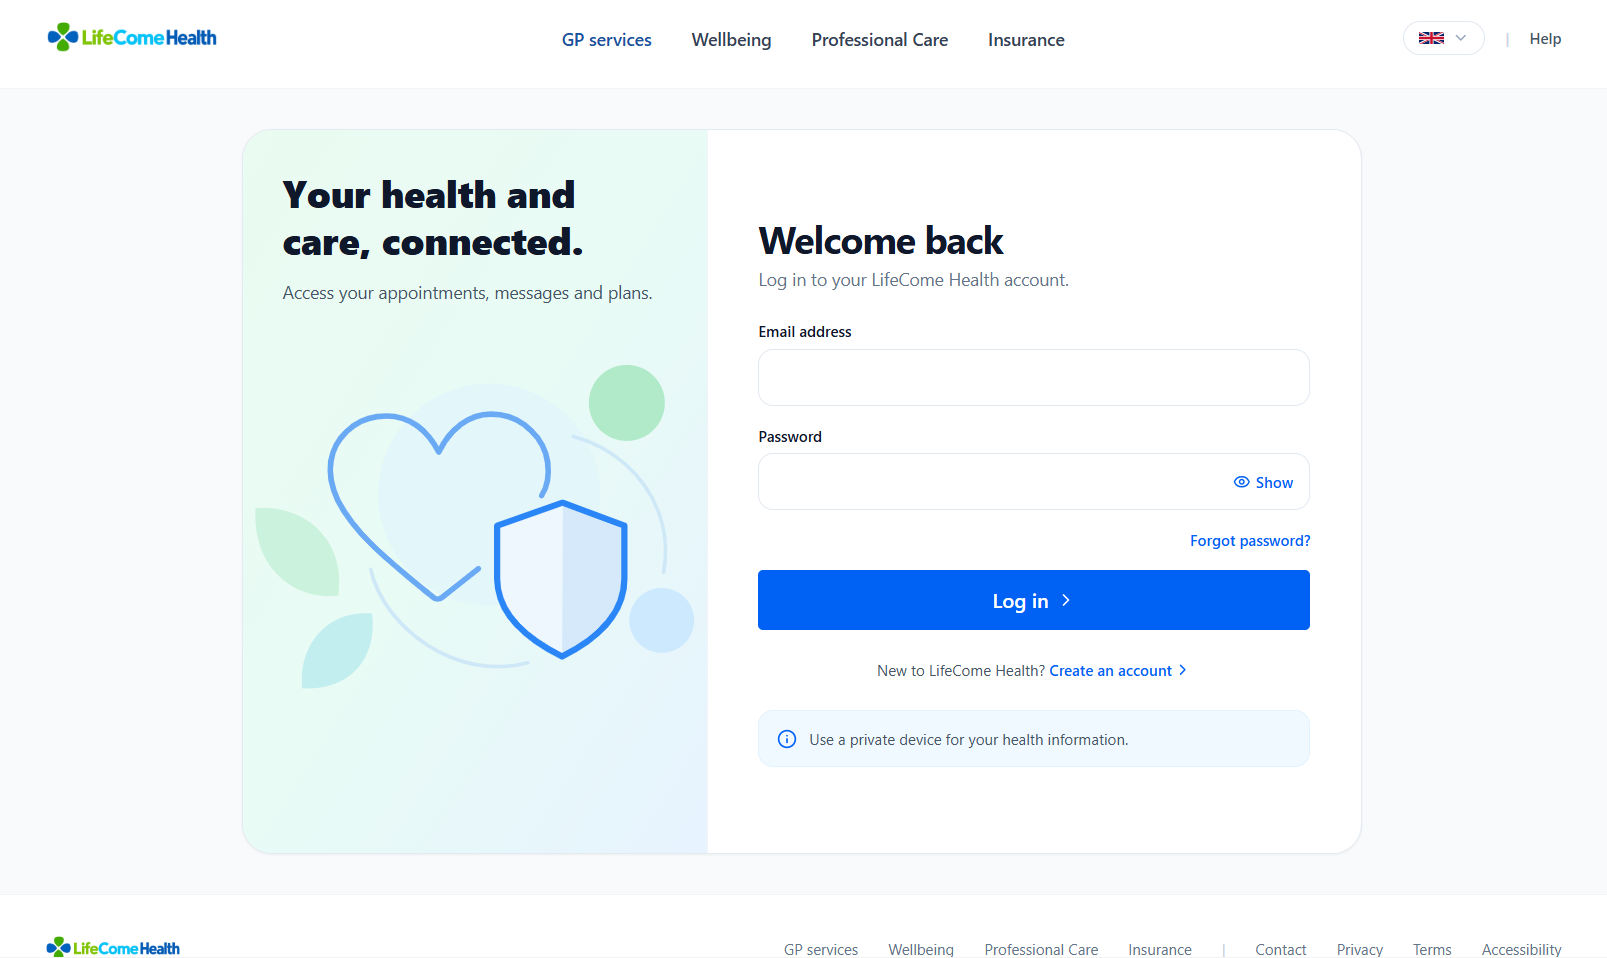 LifeComeHealth
GP services
Wellbeing
Professional Care
Insurance
|
Help
Your health and
care, connected.
Access your appointments, messages and plans.
Welcome back
Log in to your LifeCome Health account.
Email address
Password
Show
Forgot password?
Log in
New to LifeCome Health? Create an account
Use a private device for your health information.
LifeComeHealth
GP services
Wellbeing
Professional Care
Insurance
|
Contact
Privacy
Terms
Accessibility